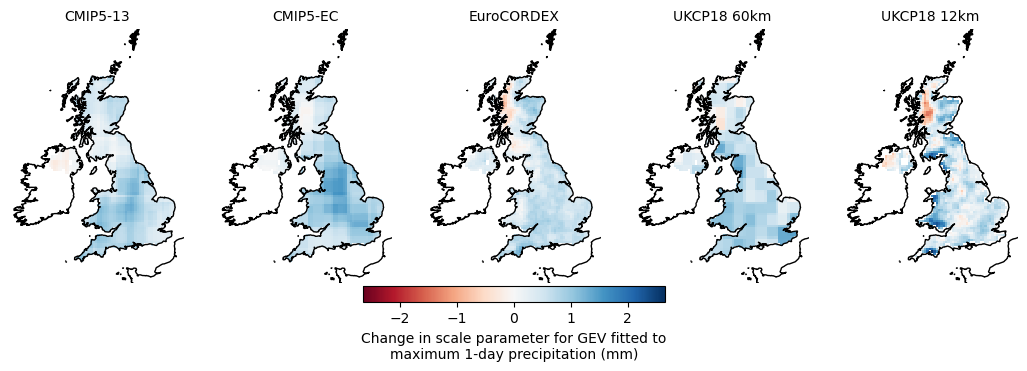 CMIP5-13 CMIP5-EC EuroCORDEX UKCP18 60km UKCP18 12km
−2 −1 0 1 2
Change in scale parameter for GEV fitted to
maximum 1-day precipitation (mm)